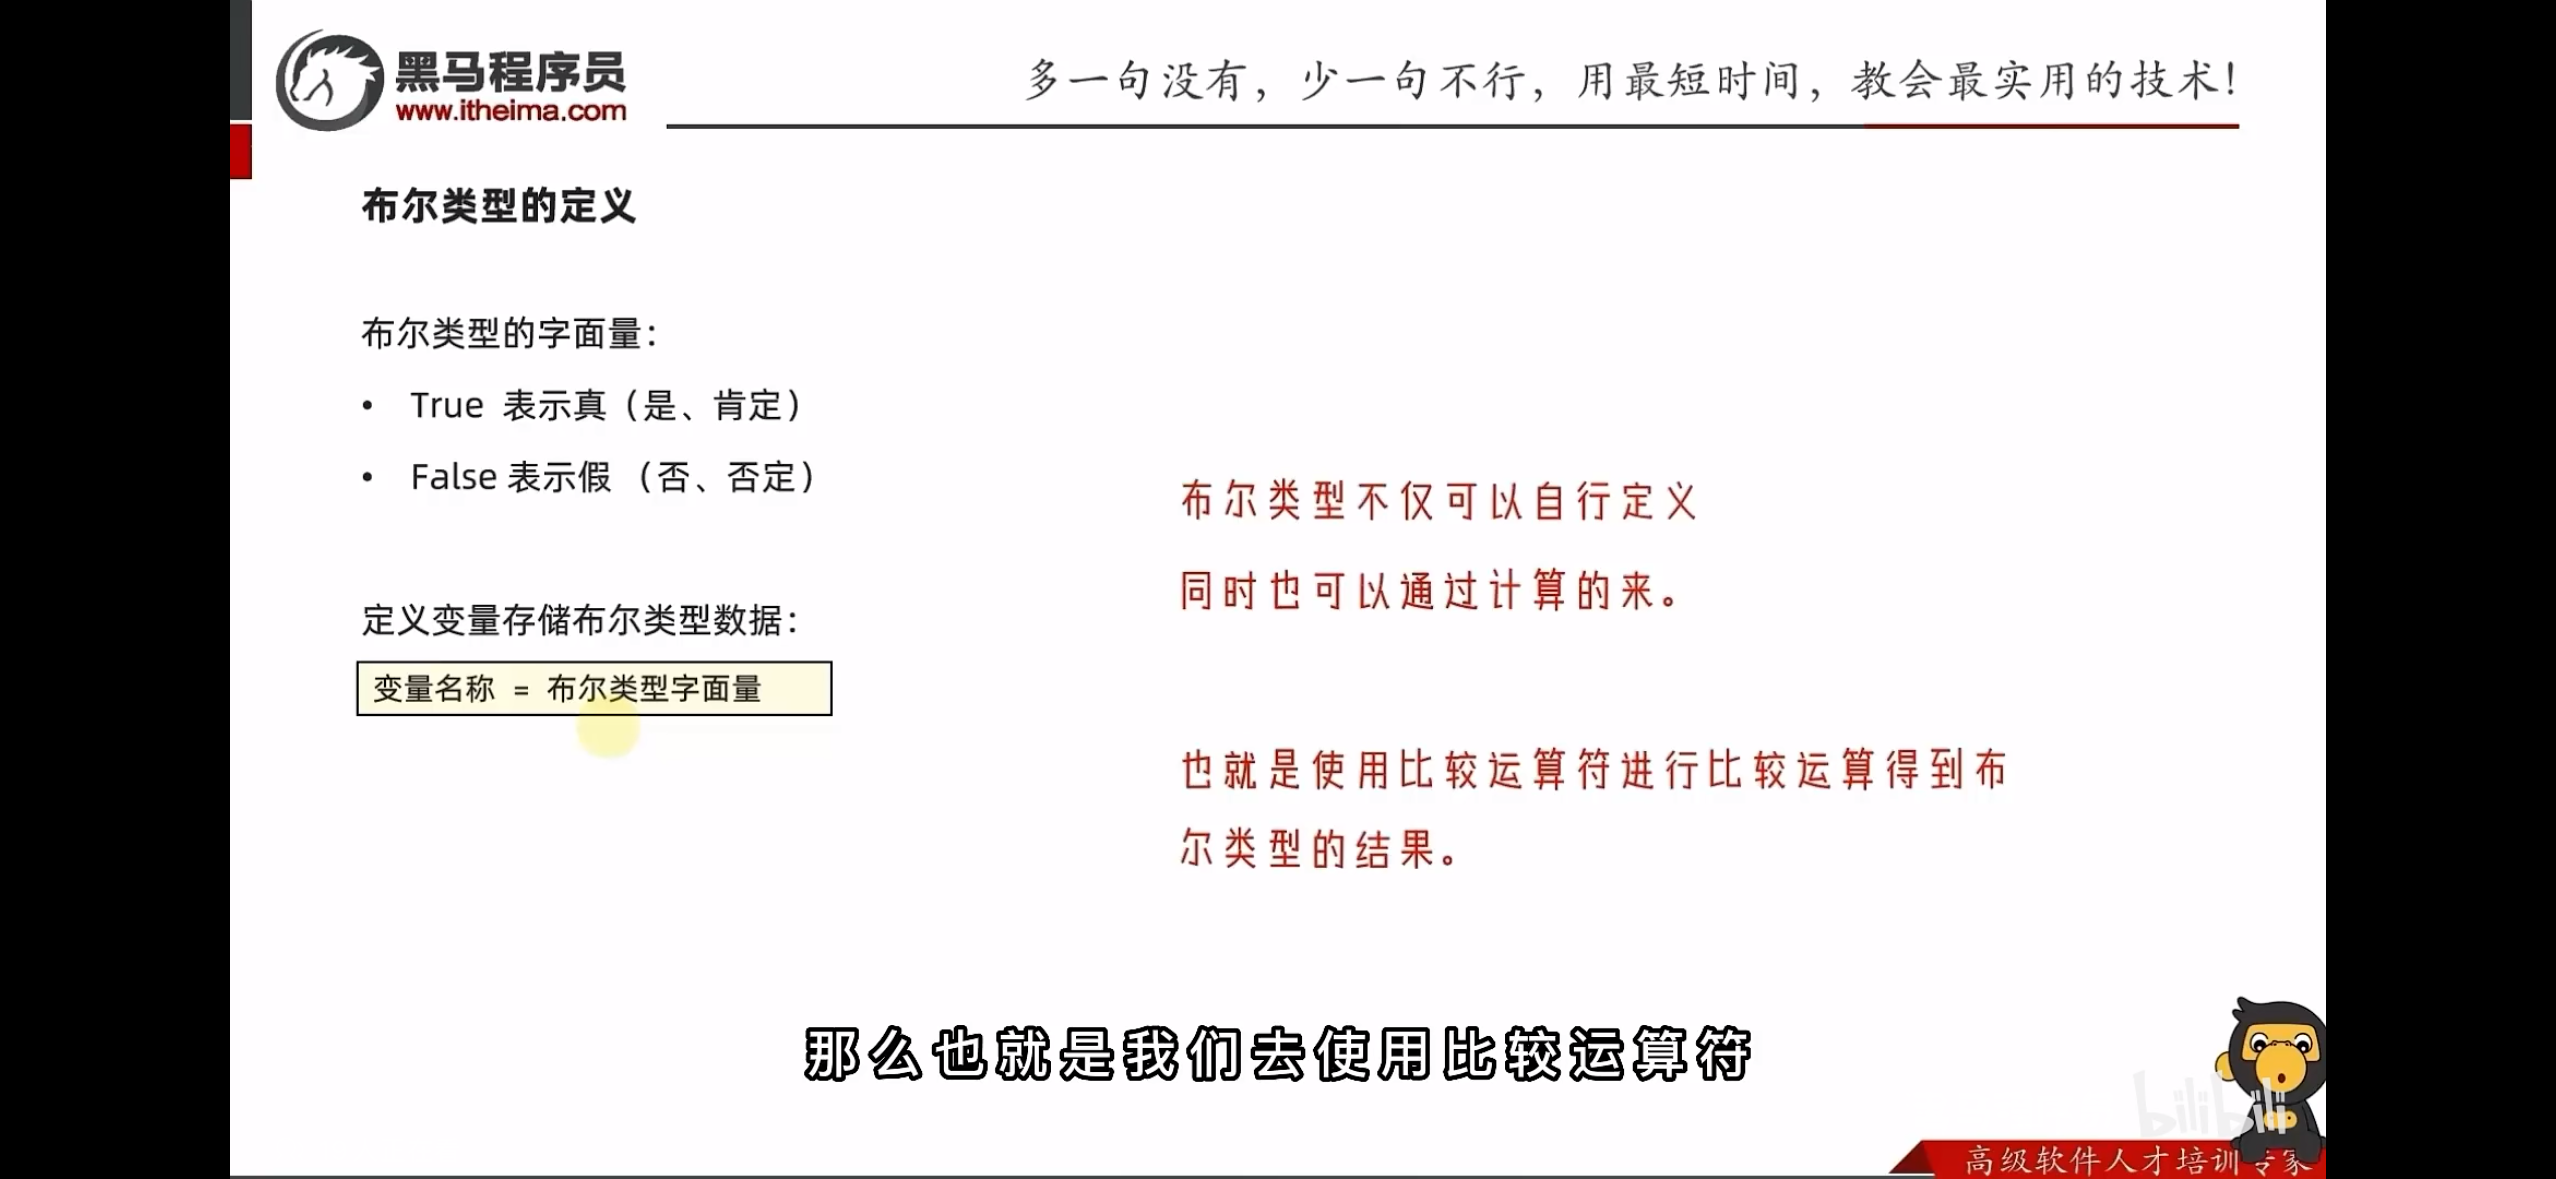 黑马程序员
www.itheima.com
多一句没有，少一句不行，用最短时间，教会最实用的技术！
布尔类型的定义
布尔类型的字面量：
• True 表示真（是、肯定）
• False 表示假 （否、否定）
定义变量存储布尔类型数据：
变量名称 = 布尔类型字面量
布尔类型不仅可以自行定义
同时也可以通过计算的来。
也就是使用比较运算符进行比较运算得到布
尔类型的结果。
那么也就是我们去使用比较运算符
bilibili
高级软件人才培训专家